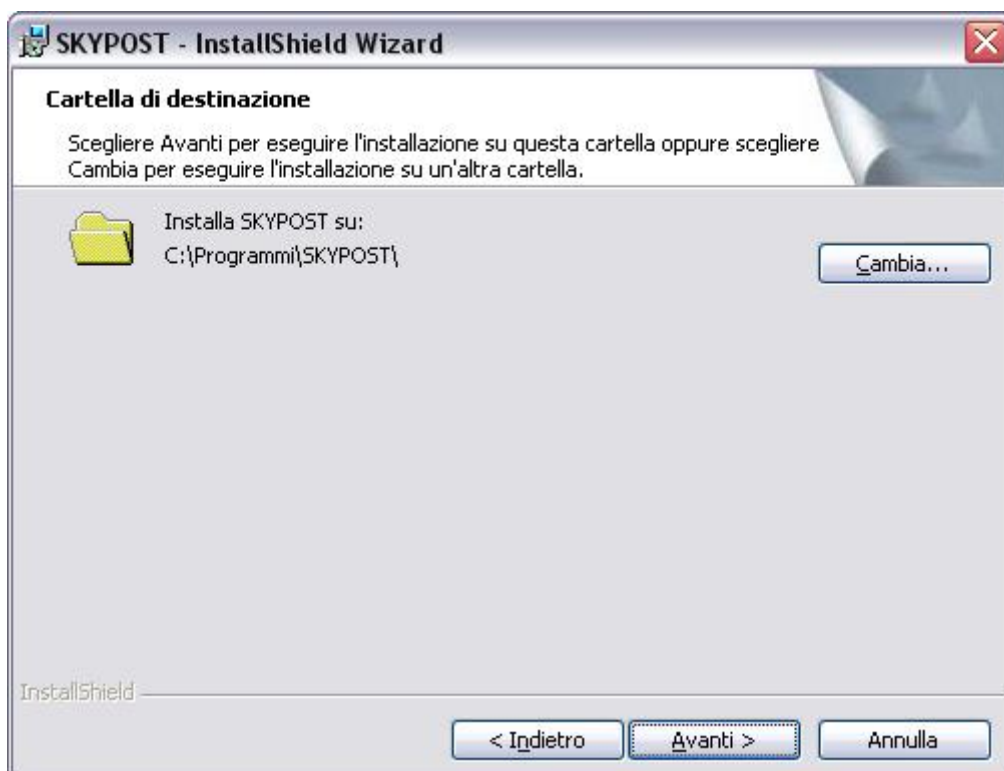 SKYPOST - InstallShield Wizard
Cartella di destinazione
Scegliere Avanti per eseguire l'installazione su questa cartella oppure scegliere
Cambia per eseguire l'installazione su un'altra cartella.
Installa SKYPOST su:
C:\Programmi\SKYPOST\
Cambia...
InstallShield
< Indietro
Avanti >
Annulla